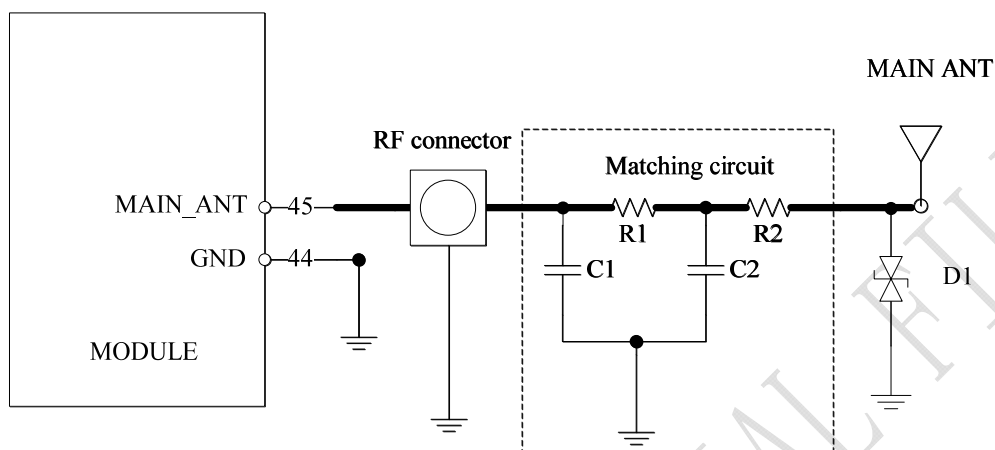 MAIN ANT
RF connector
Matching circuit
MAIN_ANT
45
R1
R2
GND
44
C1
C2
D1
MODULE